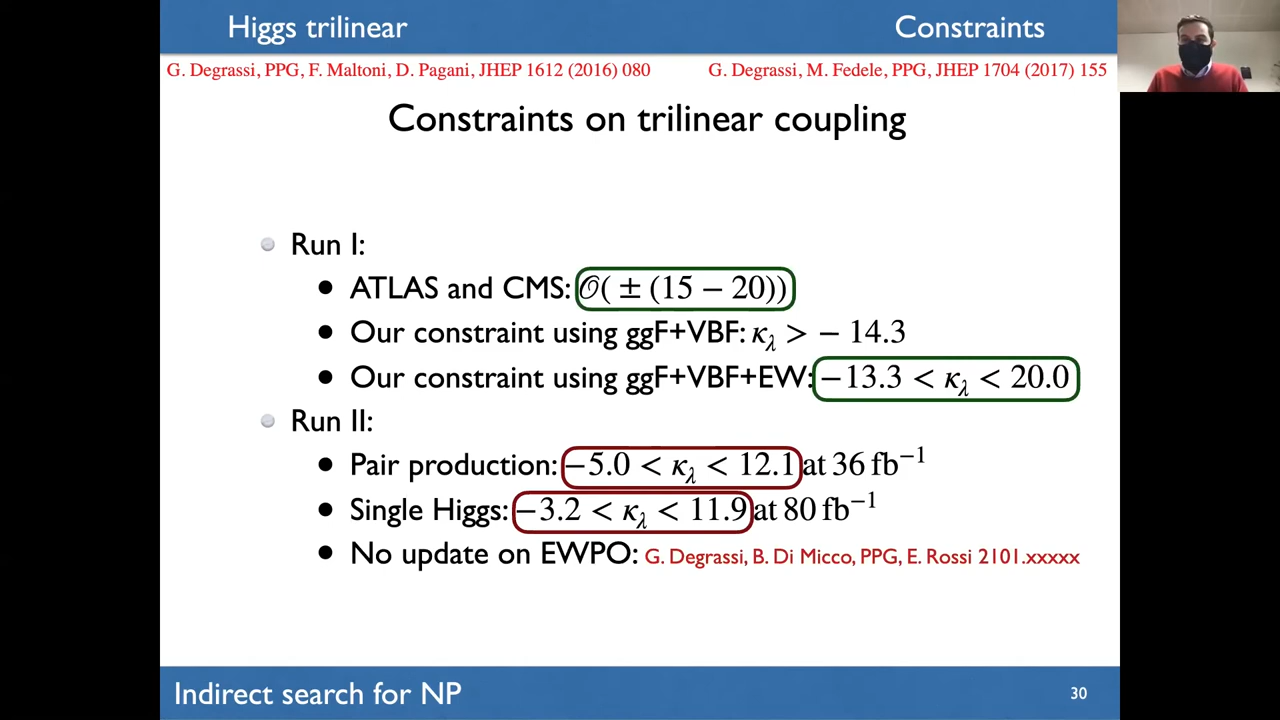 Higgs trilinear
Constraints
G. Degrassi, PPG, F. Maltoni, D. Pagani, JHEP 1612 (2016) 080
G. Degrassi, M. Fedele, PPG, JHEP 1704 (2017) 155
Constraints on trilinear coupling
Run I:
ATLAS and CMS: 𝒪( ± (15 − 20))
Our constraint using ggF+VBF: κλ > − 14.3
Our constraint using ggF+VBF+EW: −13.3 < κλ < 20.0
Run II:
Pair production: −5.0 < κλ < 12.1 at 36 fb⁻¹
Single Higgs: −3.2 < κλ < 11.9 at 80 fb⁻¹
No update on EWPO: G. Degrassi, B. Di Micco, PPG, E. Rossi 2101.xxxxx
Indirect search for NP
30